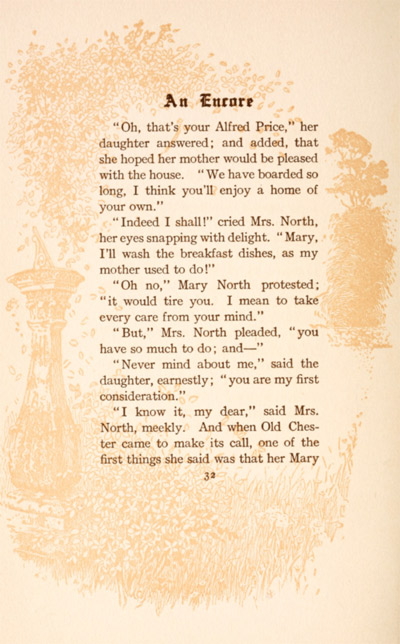 An Encore
"Oh, that's your Alfred Price," her
daughter answered; and added, that
she hoped her mother would be pleased
with the house. "We have boarded so
long, I think you'll enjoy a home of
your own."
"Indeed I shall!" cried Mrs. North,
her eyes snapping with delight. "Mary,
I'll wash the breakfast dishes, as my
mother used to do!"
"Oh no," Mary North protested;
"it would tire you. I mean to take
every care from your mind."
"But," Mrs. North pleaded, "you
have so much to do; and—"
"Never mind about me," said the
daughter, earnestly; "you are my first
consideration."
"I know it, my dear," said Mrs.
North, meekly. And when Old Ches-
ter came to make its call, one of the
first things she said was that her Mary
32